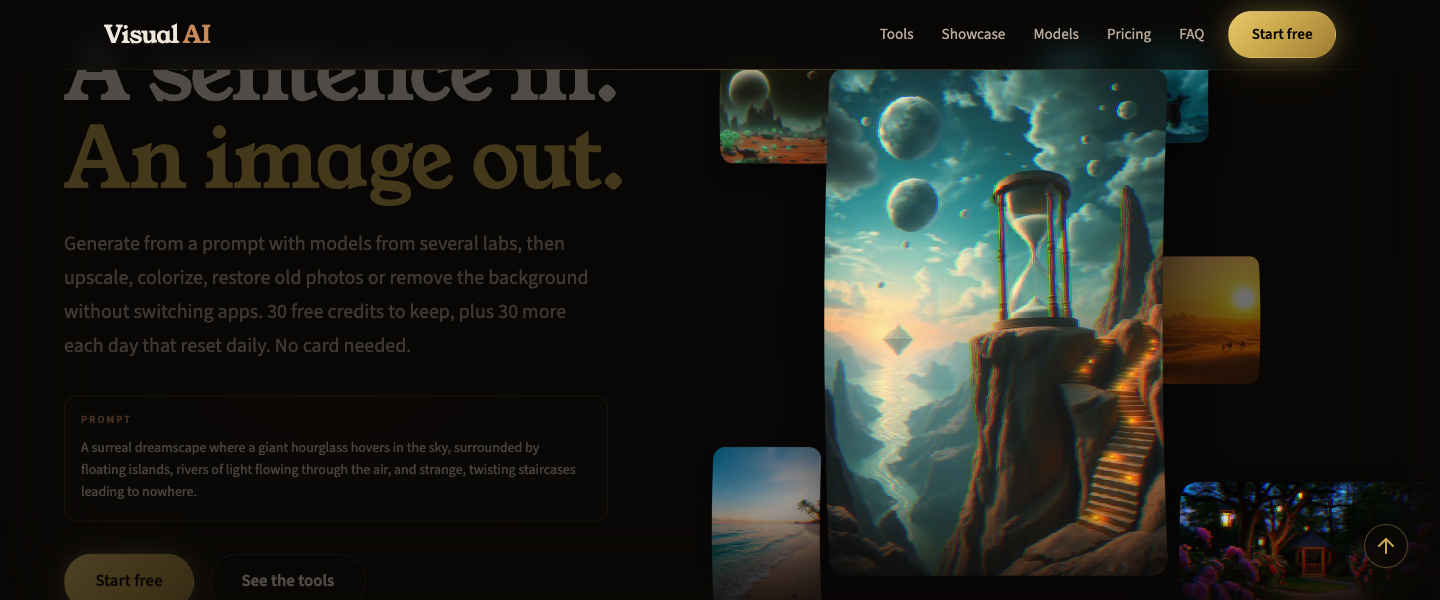 Visual AI
Tools
Showcase
Models
Pricing
FAQ
Start free
A sentence in.
An image out.
Generate from a prompt with models from several labs, then
upscale, colorize, restore old photos or remove the background
without switching apps. 30 free credits to keep, plus 30 more
each day that reset daily. No card needed.
PROMPT
A surreal dreamscape where a giant hourglass hovers in the sky, surrounded by
floating islands, rivers of light flowing through the air, and strange, twisting staircases
leading to nowhere.
Start free
See the tools